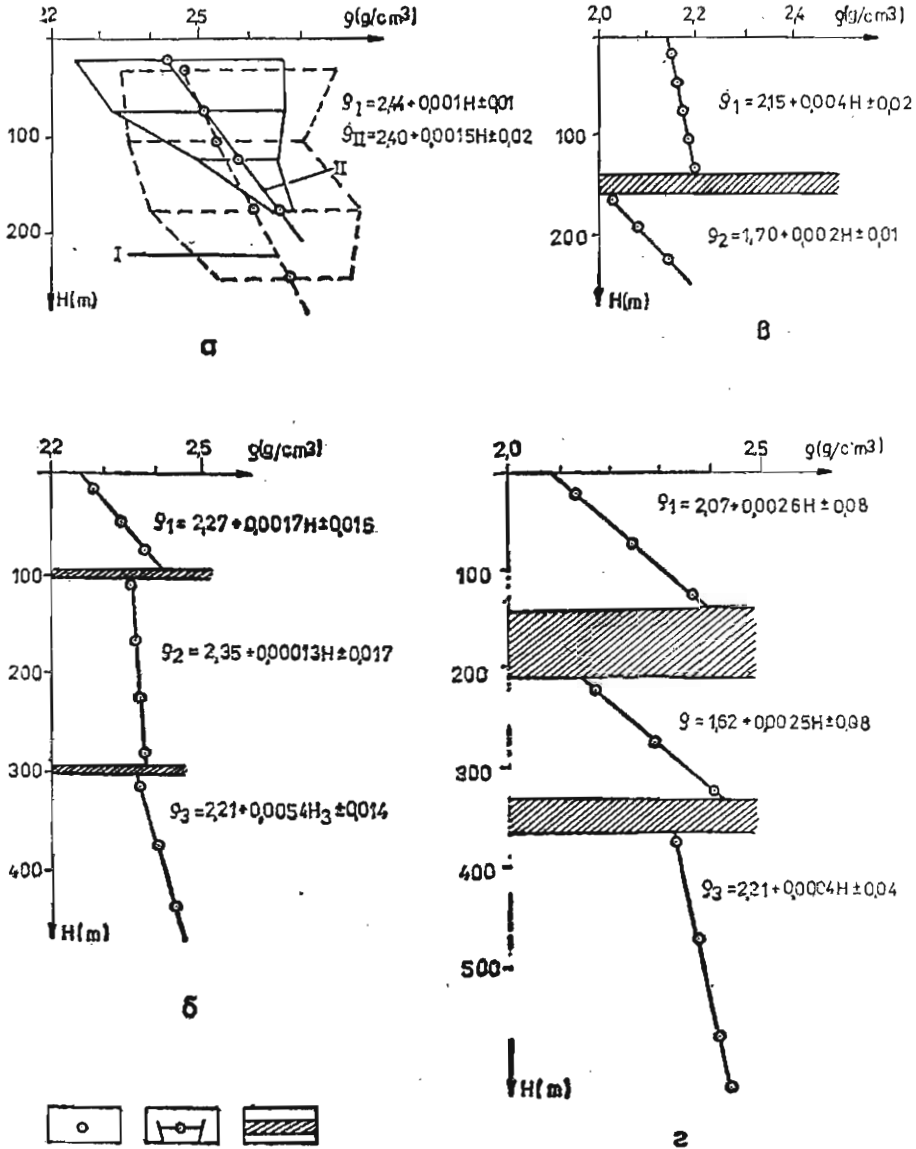 2,2 2,5 ρ(g/cm3)
ρI=2,44+0,001H±0,01
ρII=2,40+0,0015H±0,02
II
I
100
200
H(m)
а
2,0 2,2 2,4 ρ(g/cm3)
ρ1=2,15+0,004H±0,02
100
200
ρ2=1,70+0,002H±0,01
в
2,2 2,5 ρ(g/cm3)
ρ1=2,27+0,0017H±0,015
100
ρ2=2,35+0,00013H±0,017
200
300
ρ3=2,21+0,0054H3±0,014
400
H(m)
б
2,0 2,5 ρ(g/cm3)
ρ1=2,07+0,0026H±0,08
100
200
ρ=1,62+0,0025H±0,08
300
400
ρ3=2,21+0,0004H±0,04
500
H(m)
г